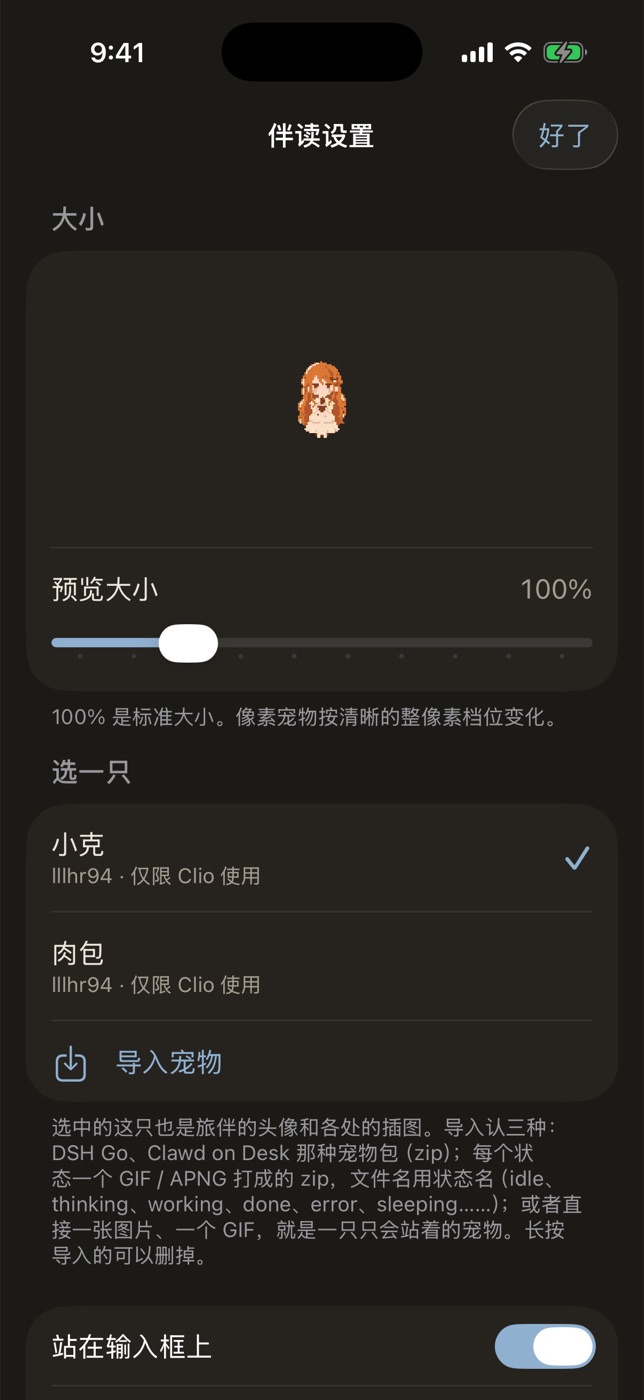 9:41
伴读设置
好了
大小
预览大小
100%
100% 是标准大小。像素宠物按清晰的整像素档位变化。
选一只
小克
lllhr94 · 仅限 Clio 使用
肉包
lllhr94 · 仅限 Clio 使用
导入宠物
选中的这只也是旅伴的头像和各处的插图。导入认三种：
DSH Go、Clawd on Desk 那种宠物包 (zip)；每个状
态一个 GIF / APNG 打成的 zip，文件名用状态名 (idle、
thinking、working、done、error、sleeping……)；或者直
接一张图片、一个 GIF，就是一只只会站着的宠物。长按
导入的可以删掉。
站在输入框上